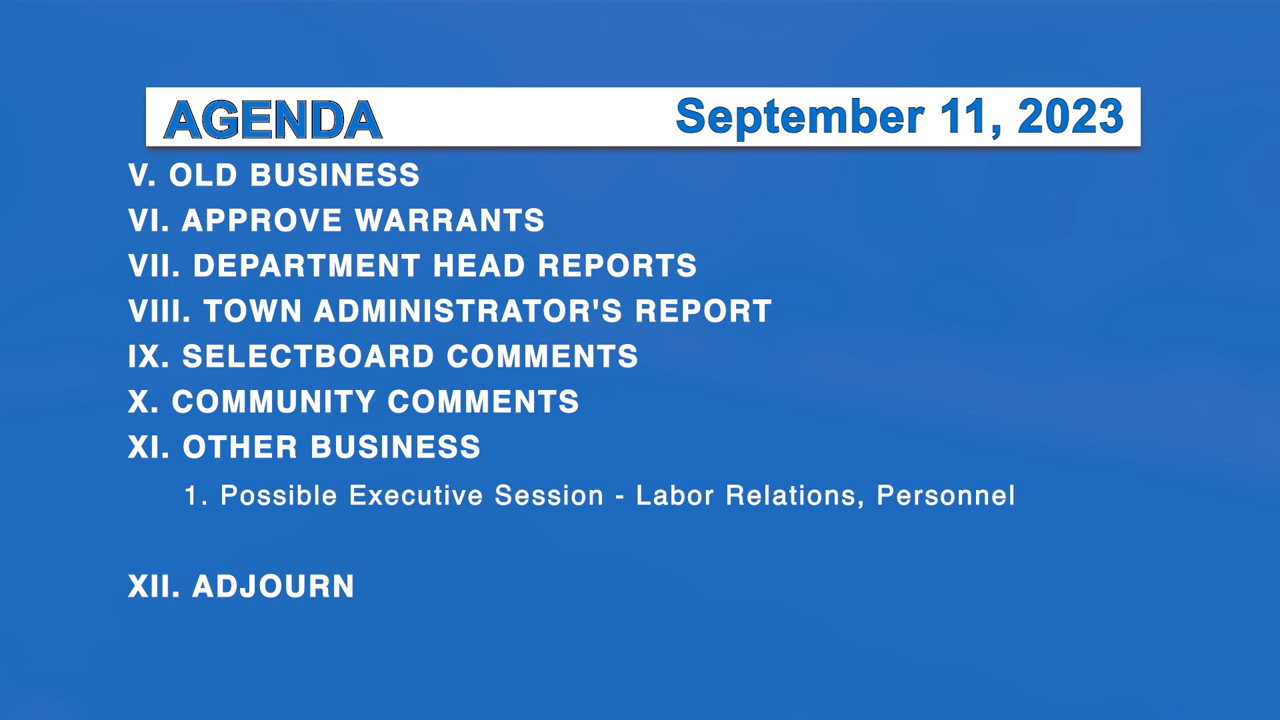 AGENDA September 11, 2023
V. OLD BUSINESS
VI. APPROVE WARRANTS
VII. DEPARTMENT HEAD REPORTS
VIII. TOWN ADMINISTRATOR'S REPORT
IX. SELECTBOARD COMMENTS
X. COMMUNITY COMMENTS
XI. OTHER BUSINESS
1. Possible Executive Session - Labor Relations, Personnel
XII. ADJOURN